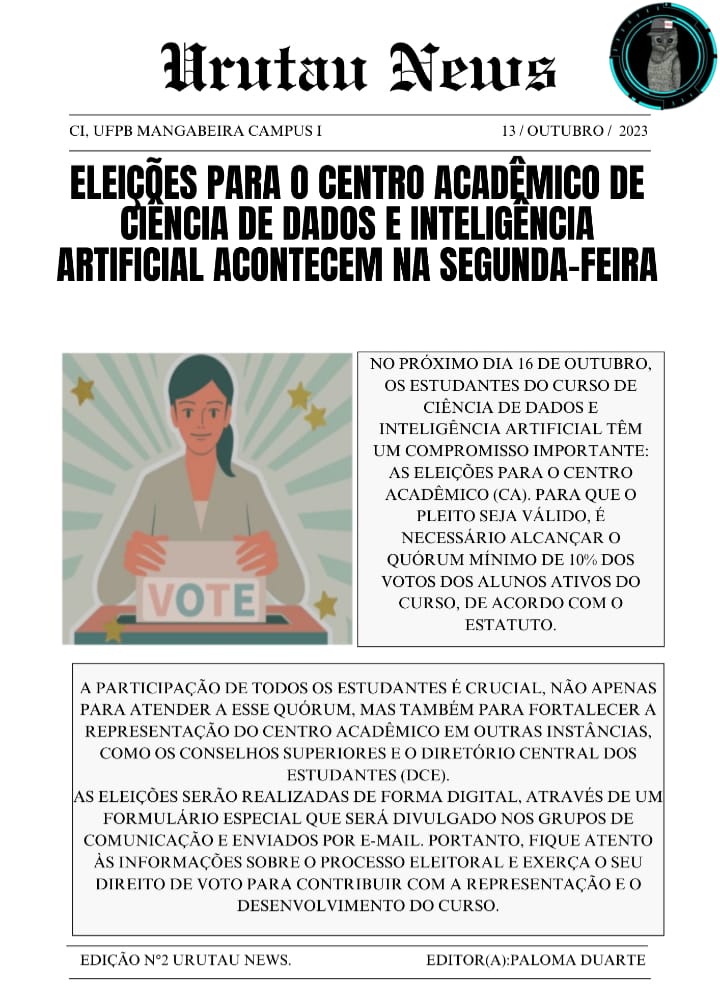 Urutau News
CI, UFPB MANGABEIRA CAMPUS I
13 / OUTUBRO / 2023
ELEIÇÕES PARA O CENTRO ACADÊMICO DE
CIÊNCIA DE DADOS E INTELIGÊNCIA
ARTIFICIAL ACONTECEM NA SEGUNDA-FEIRA
VOTE
NO PRÓXIMO DIA 16 DE OUTUBRO,
OS ESTUDANTES DO CURSO DE
CIÊNCIA DE DADOS E
INTELIGÊNCIA ARTIFICIAL TÊM
UM COMPROMISSO IMPORTANTE:
AS ELEIÇÕES PARA O CENTRO
ACADÊMICO (CA). PARA QUE O
PLEITO SEJA VÁLIDO, É
NECESSÁRIO ALCANÇAR O
QUÓRUM MÍNIMO DE 10% DOS
VOTOS DOS ALUNOS ATIVOS DO
CURSO, DE ACORDO COM O
ESTATUTO.
A PARTICIPAÇÃO DE TODOS OS ESTUDANTES É CRUCIAL, NÃO APENAS
PARA ATENDER A ESSE QUÓRUM, MAS TAMBÉM PARA FORTALECER A
REPRESENTAÇÃO DO CENTRO ACADÊMICO EM OUTRAS INSTÂNCIAS,
COMO OS CONSELHOS SUPERIORES E O DIRETÓRIO CENTRAL DOS
ESTUDANTES (DCE).
AS ELEIÇÕES SERÃO REALIZADAS DE FORMA DIGITAL, ATRAVÉS DE UM
FORMULÁRIO ESPECIAL QUE SERÁ DIVULGADO NOS GRUPOS DE
COMUNICAÇÃO E ENVIADOS POR E-MAIL. PORTANTO, FIQUE ATENTO
ÀS INFORMAÇÕES SOBRE O PROCESSO ELEITORAL E EXERÇA O SEU
DIREITO DE VOTO PARA CONTRIBUIR COM A REPRESENTAÇÃO E O
DESENVOLVIMENTO DO CURSO.
EDIÇÃO Nº2 URUTAU NEWS.
EDITOR(A):PALOMA DUARTE